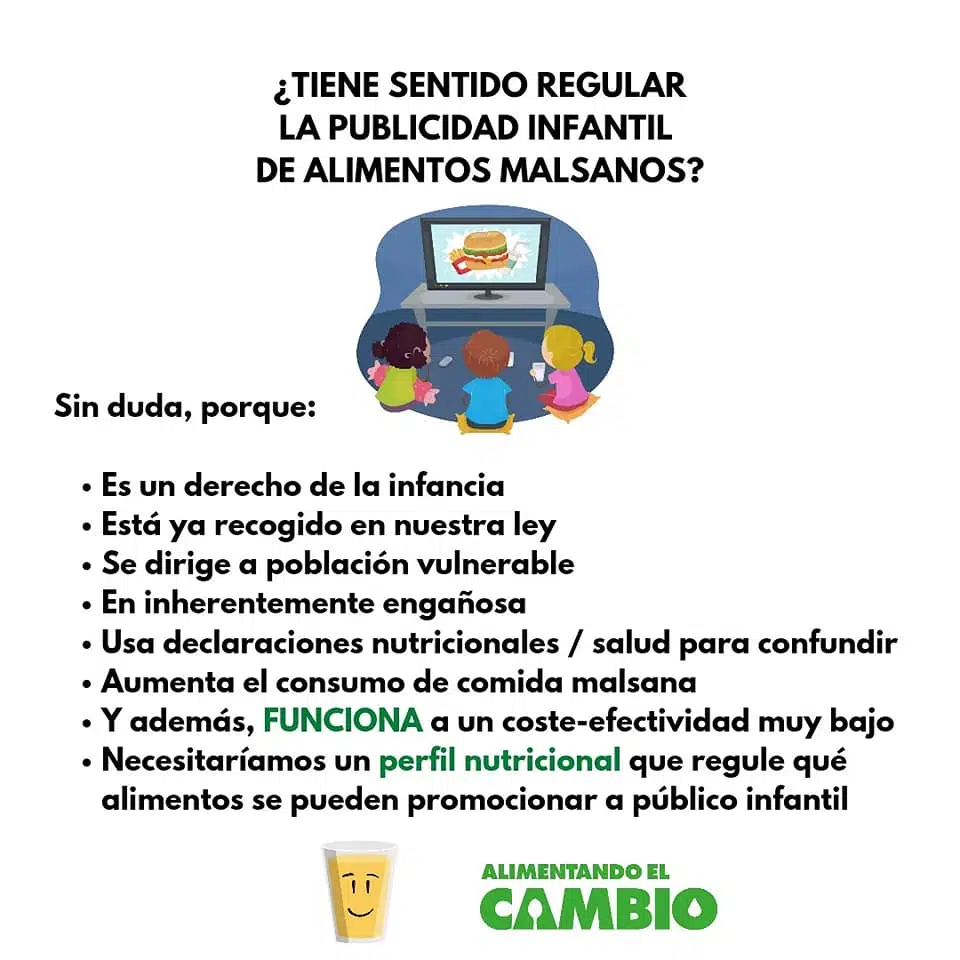 ¿TIENE SENTIDO REGULAR
LA PUBLICIDAD INFANTIL
DE ALIMENTOS MALSANOS?
Sin duda, porque:
• Es un derecho de la infancia
• Está ya recogido en nuestra ley
• Se dirige a población vulnerable
• En inherentemente engañosa
• Usa declaraciones nutricionales / salud para confundir
• Aumenta el consumo de comida malsana
• Y además, FUNCIONA a un coste-efectividad muy bajo
• Necesitaríamos un perfil nutricional que regule qué
alimentos se pueden promocionar a público infantil
ALIMENTANDO EL
CAMBIO